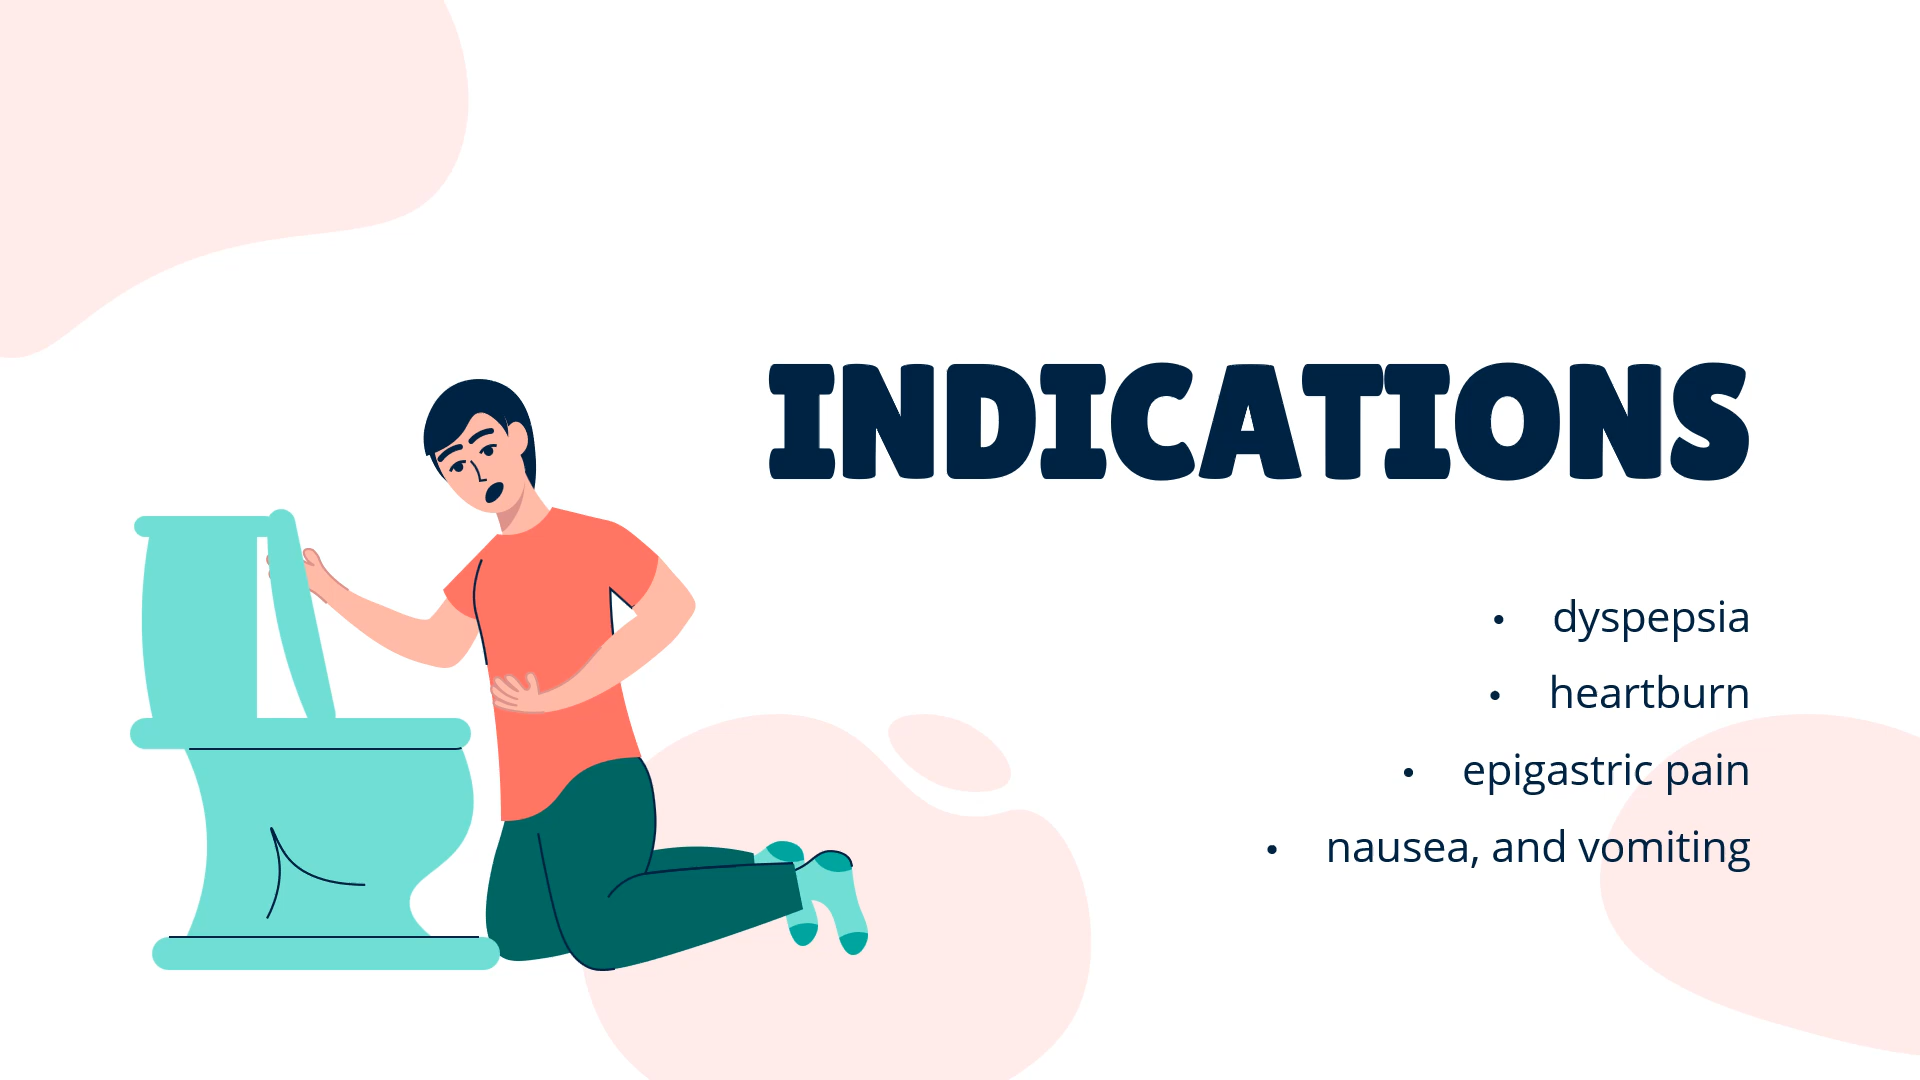 INDICATIONS
• dyspepsia
• heartburn
• epigastric pain
• nausea, and vomiting